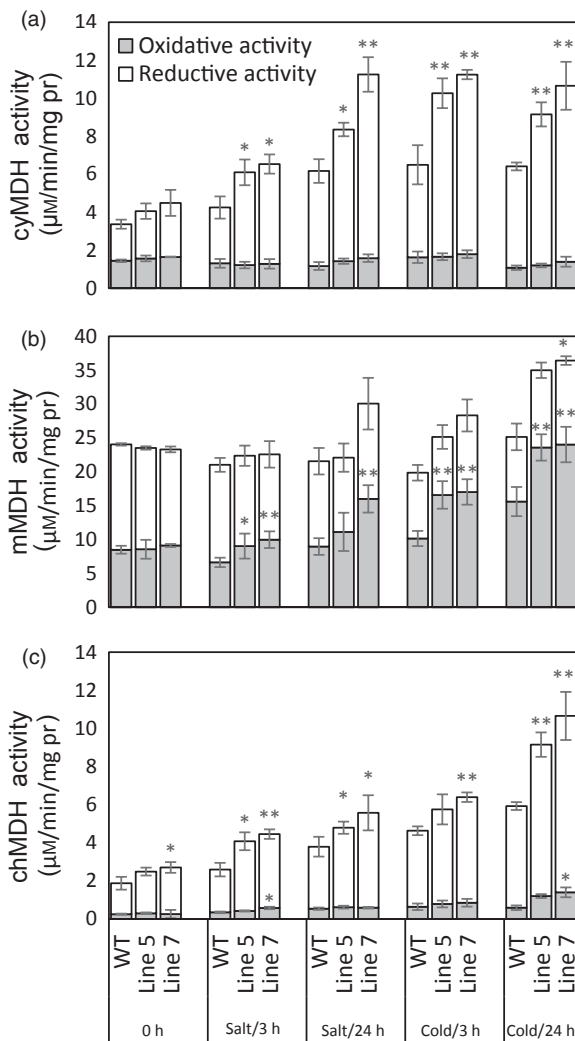 (a)
14
12
10
8
6
4
2
0
cyMDH activity
(μM/min/mg pr)
Oxidative activity
Reductive activity
* *
*
**
** **
** **
(b)
40
35
30
25
20
15
10
5
0
mMDH activity
(μM/min/mg pr)
*
* ** ** ** ** ** **
(c)
14
12
10
8
6
4
2
0
chMDH activity
(μM/min/mg pr)
* * ** * * ** ** **
* *
WT Line 5 Line 7 WT Line 5 Line 7 WT Line 5 Line 7 WT Line 5 Line 7 WT Line 5 Line 7
0 h Salt/3 h Salt/24 h Cold/3 h Cold/24 h